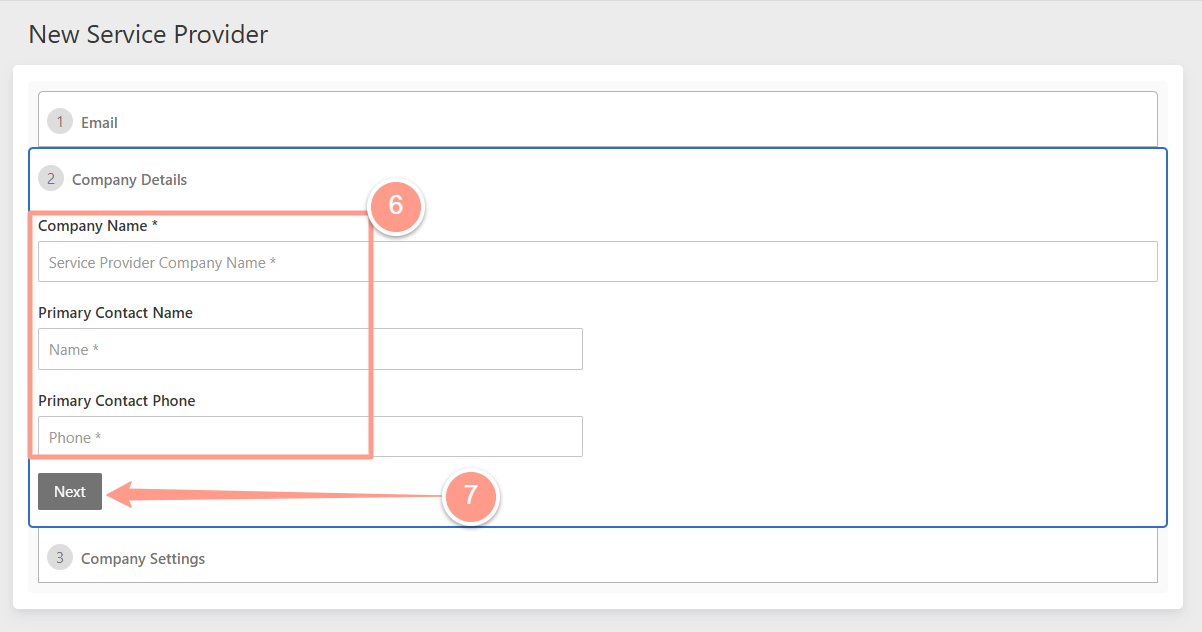 New Service Provider
1 Email
2 Company Details
6
Company Name *
Service Provider Company Name *
Primary Contact Name
Name *
Primary Contact Phone
Phone *
Next
7
3 Company Settings